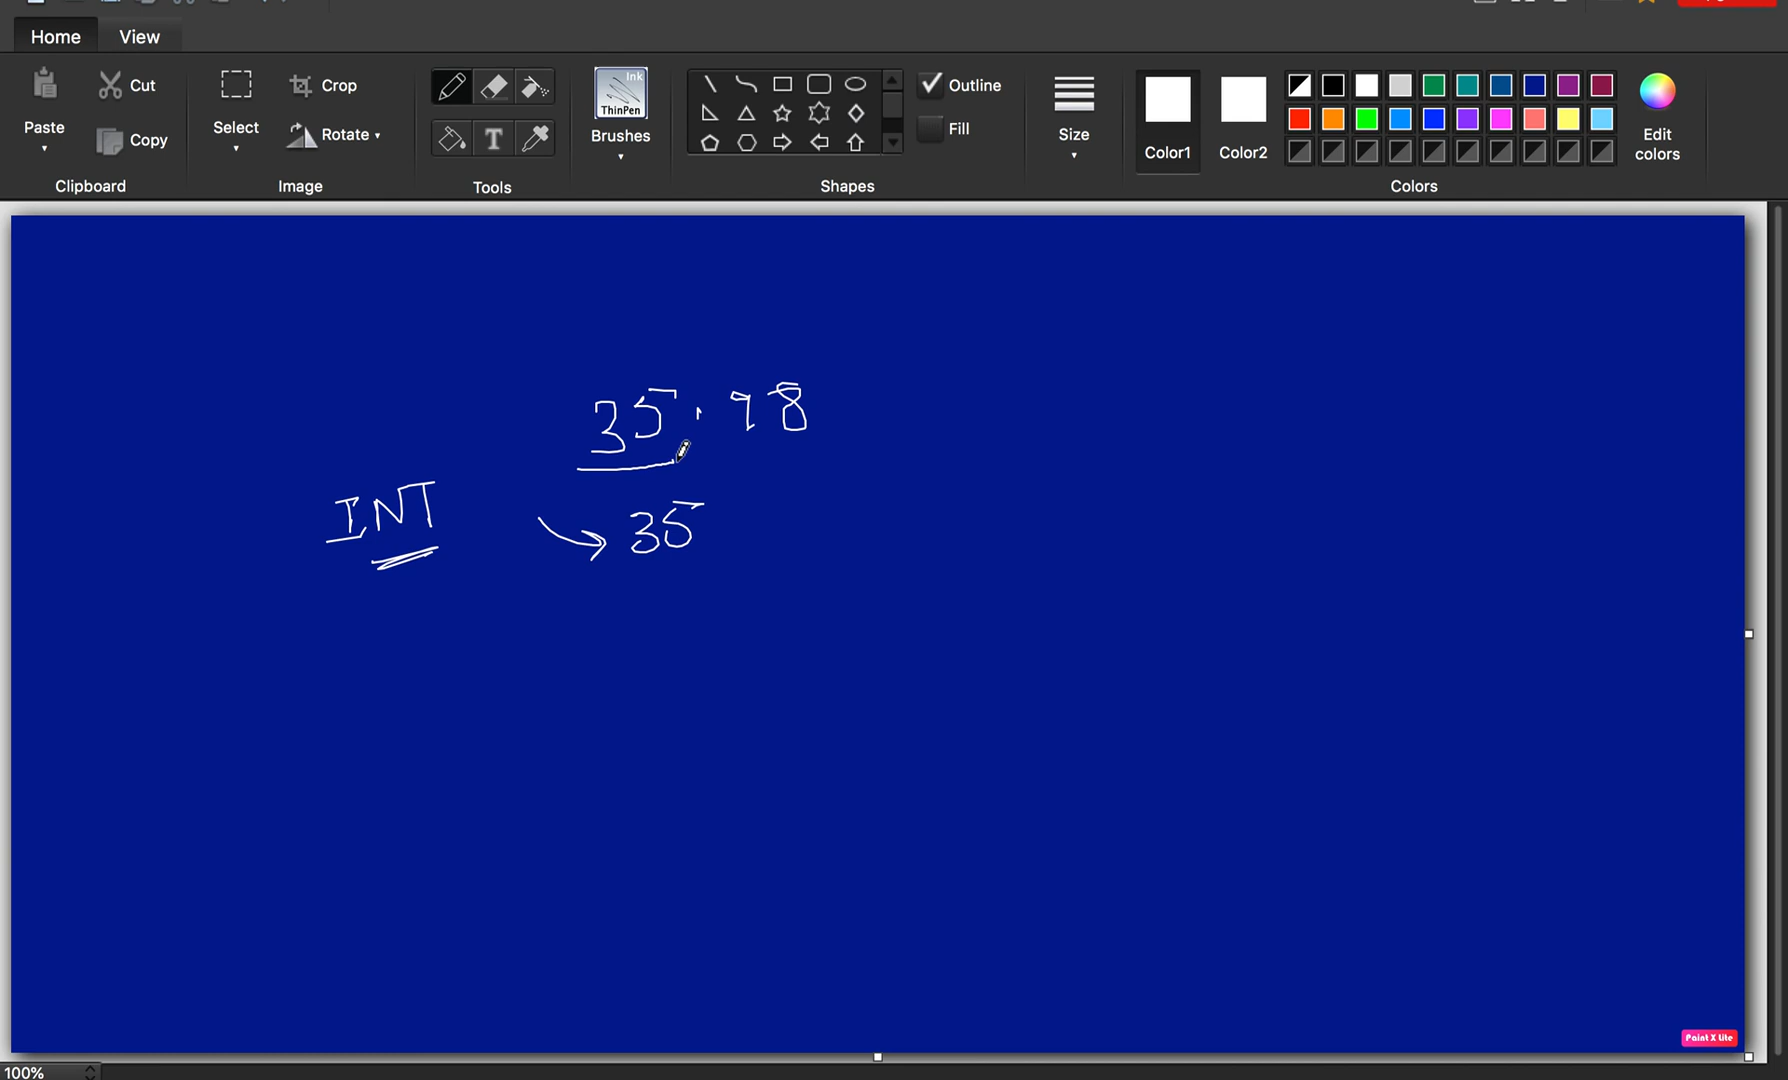 Home View
Cut
Copy
Paste
Clipboard
Select
Crop
Rotate
Image
Tools
Ink
ThinPen
Brushes
Shapes
Outline
Fill
Size
Color1
Color2
Colors
Edit
colors
35.98
INT
35
Paint X lite
100%